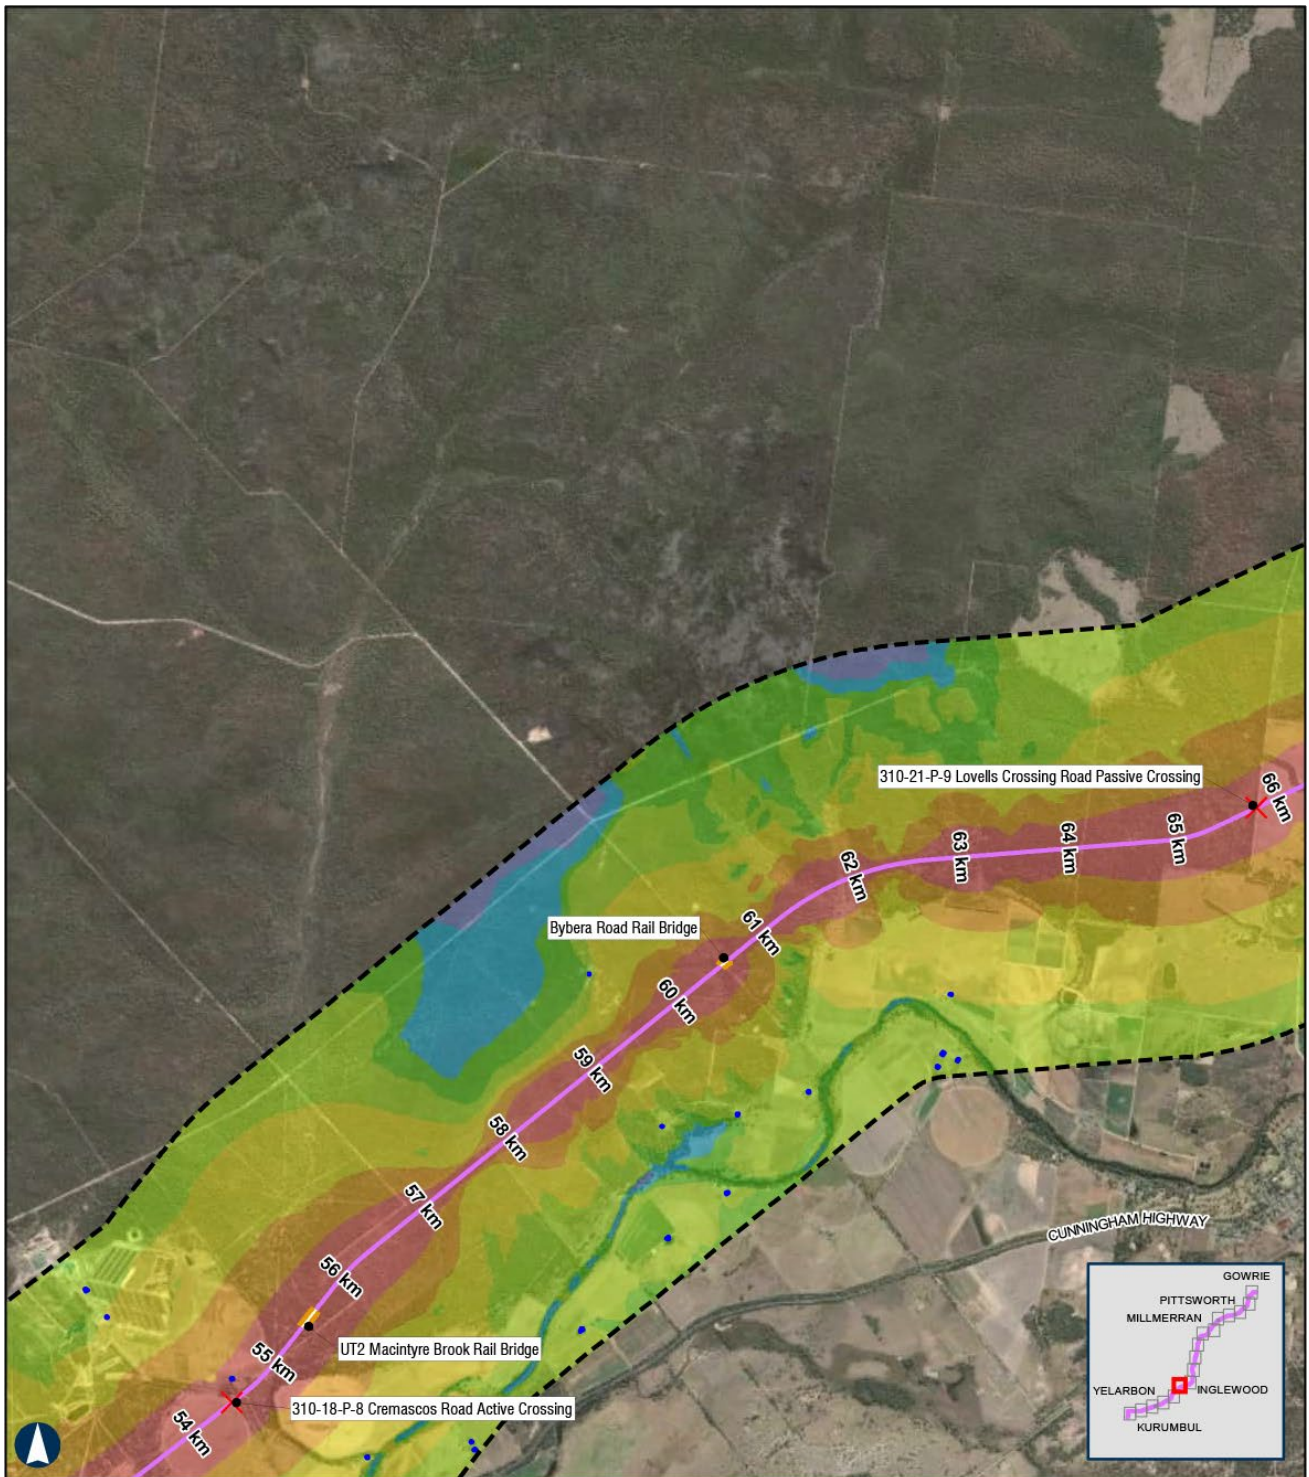 310-21-P-9 Lovells Crossing Road Passive Crossing
66 km
65 km
64 km
63 km
62 km
Bybera Road Rail Bridge
61 km
60 km
59 km
58 km
57 km
CUNNINGHAM HIGHWAY
56 km
UT2 Macintyre Brook Rail Bridge
55 km
310-18-P-8 Cremascos Road Active Crossing
54 km
GOWRIE
PITTSWORTH
MILLMERRAN
YELARBON
INGLEWOOD
KURUMBUL